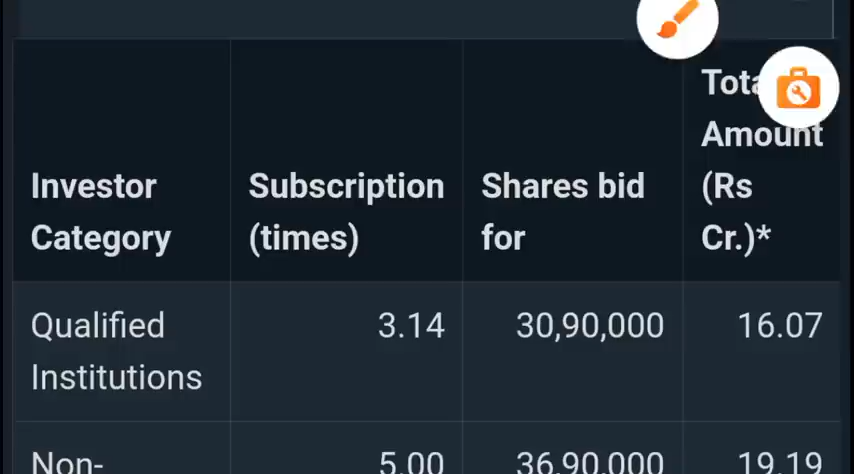 Investor Category
Subscription (times)
Shares bid for
Amount (Rs Cr.)*
Qualified Institutions
3.14
30,90,000
16.07
Non-
5.00
36,90,000
19.19